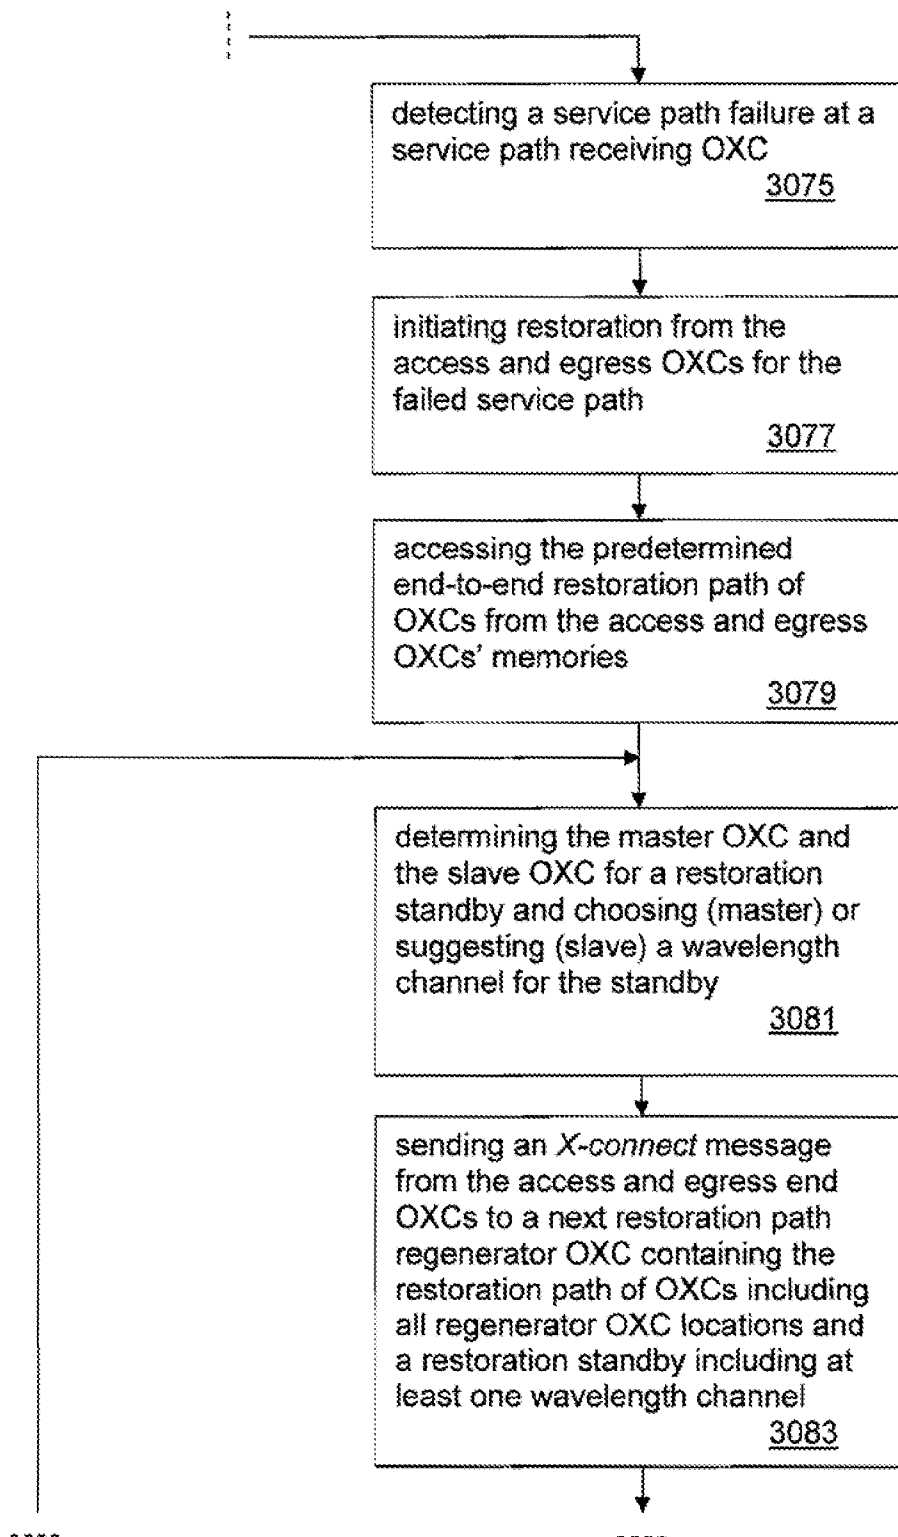 detecting a service path failure at a
service path receiving OXC
3075
initiating restoration from the
access and egress OXCs for the
failed service path
3077
accessing the predetermined
end-to-end restoration path of
OXCs from the access and egress
OXCs' memories
3079
determining the master OXC and
the slave OXC for a restoration
standby and choosing (master) or
suggesting (slave) a wavelength
channel for the standby
3081
sending an X-connect message
from the access and egress end
OXCs to a next restoration path
regenerator OXC containing the
restoration path of OXCs including
all regenerator OXC locations and
a restoration standby including at
least one wavelength channel
3083